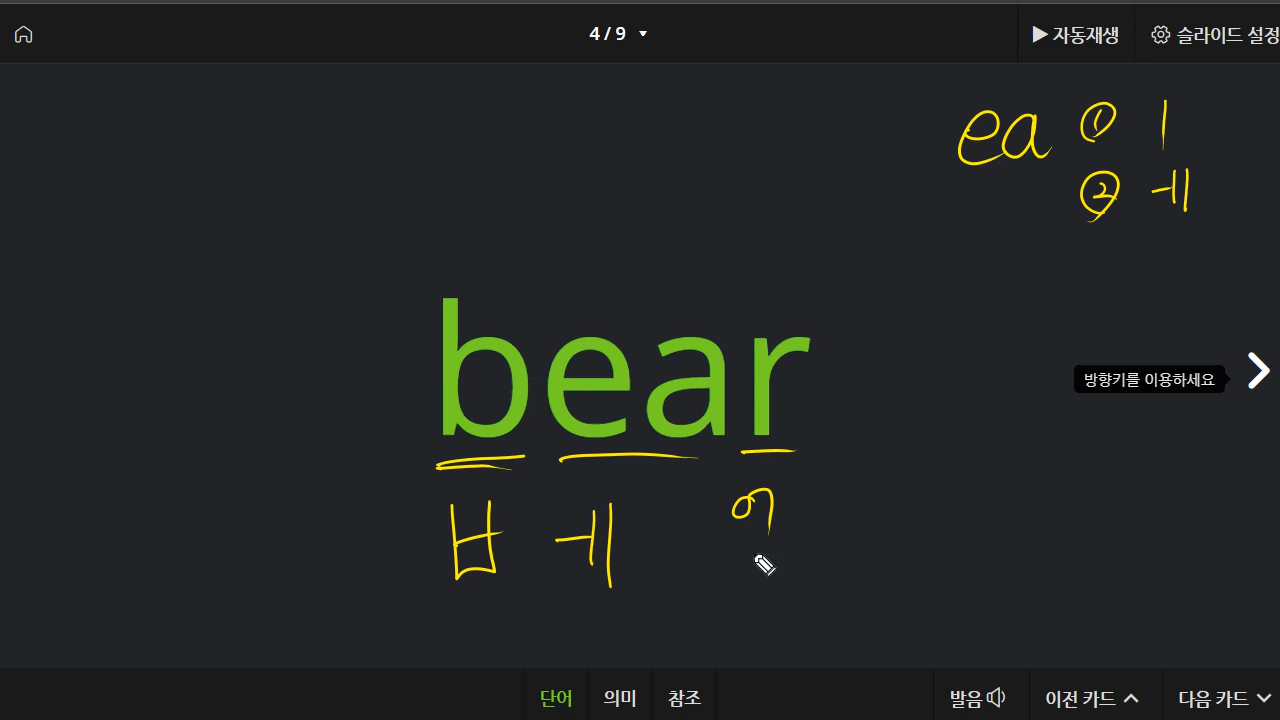 4 / 9
자동재생
슬라이드 설정
ea ① ㅣ
② ㅔ
bear
방향키를 이용하세요
ㅂ ㅔ
단어
의미
참조
발음
이전 카드
다음 카드